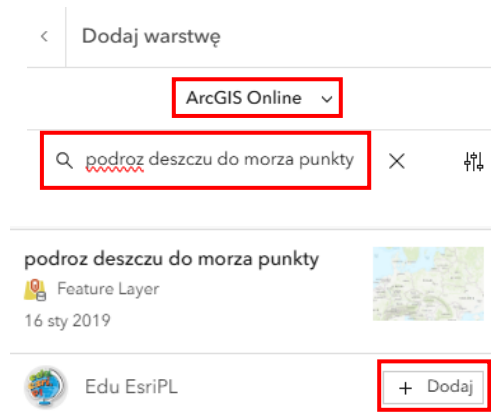 Dodaj warstwę
ArcGIS Online
podroz deszczu do morza punkty
podroz deszczu do morza punkty
Feature Layer
16 sty 2019
Edu EsriPL
+ Dodaj